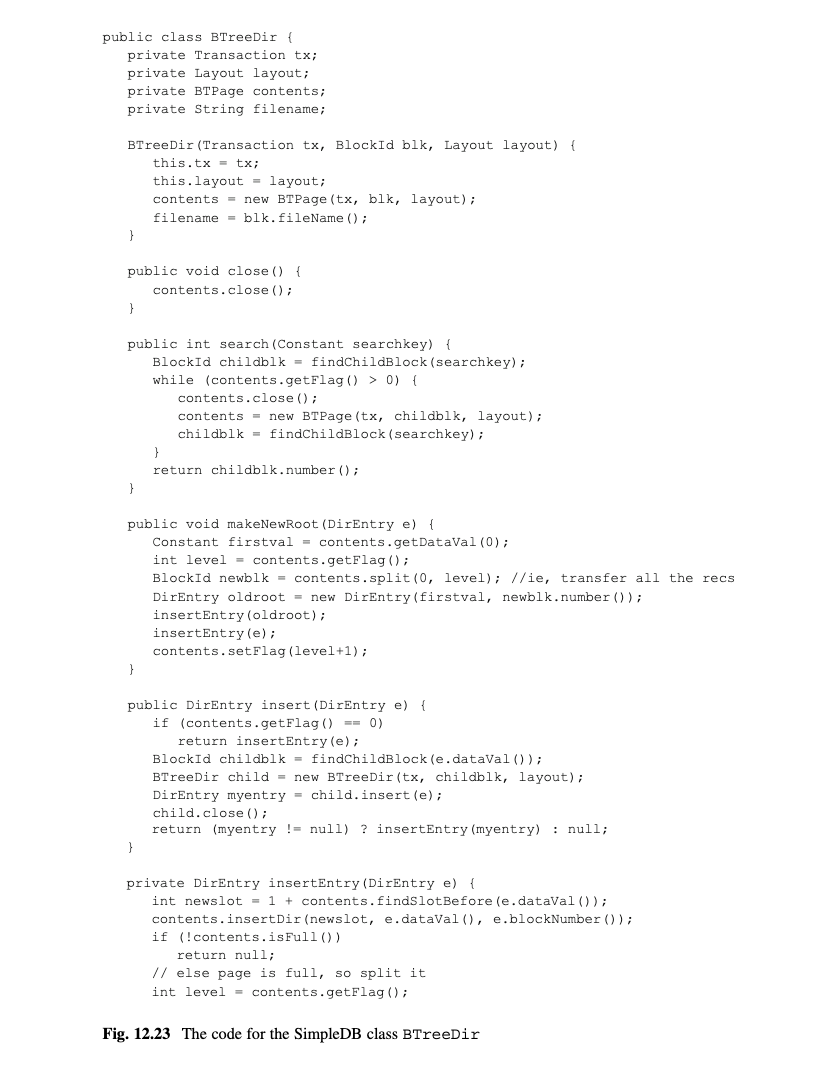 public class BTreeDir {
   private Transaction tx;
   private Layout layout;
   private BTPage contents;
   private String filename;

   BTreeDir(Transaction tx, BlockId blk, Layout layout) {
      this.tx = tx;
      this.layout = layout;
      contents = new BTPage(tx, blk, layout);
      filename = blk.fileName();
   }

   public void close() {
      contents.close();
   }

   public int search(Constant searchkey) {
      BlockId childblk = findChildBlock(searchkey);
      while (contents.getFlag() > 0) {
         contents.close();
         contents = new BTPage(tx, childblk, layout);
         childblk = findChildBlock(searchkey);
      }
      return childblk.number();
   }

   public void makeNewRoot(DirEntry e) {
      Constant firstval = contents.getDataVal(0);
      int level = contents.getFlag();
      BlockId newblk = contents.split(0, level); //ie, transfer all the recs
      DirEntry oldroot = new DirEntry(firstval, newblk.number());
      insertEntry(oldroot);
      insertEntry(e);
      contents.setFlag(level+1);
   }

   public DirEntry insert(DirEntry e) {
      if (contents.getFlag() == 0)
         return insertEntry(e);
      BlockId childblk = findChildBlock(e.dataVal());
      BTreeDir child = new BTreeDir(tx, childblk, layout);
      DirEntry myentry = child.insert(e);
      child.close();
      return (myentry != null) ? insertEntry(myentry) : null;
   }

   private DirEntry insertEntry(DirEntry e) {
      int newslot = 1 + contents.findSlotBefore(e.dataVal());
      contents.insertDir(newslot, e.dataVal(), e.blockNumber());
      if (!contents.isFull())
         return null;
      // else page is full, so split it
      int level = contents.getFlag();

Fig. 12.23 The code for the SimpleDB class BTreeDir